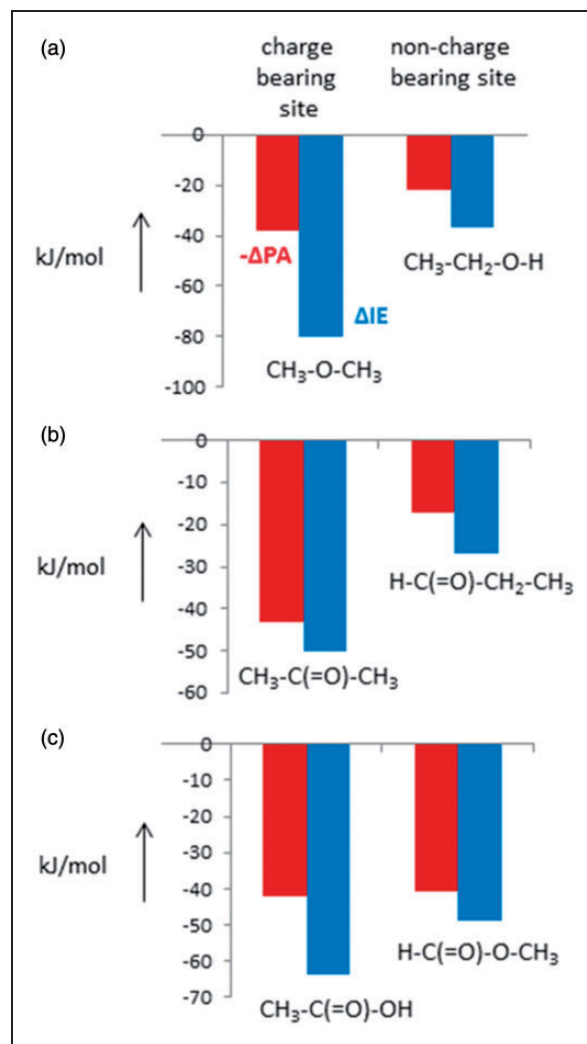 (a)
charge
bearing
site
non-charge
bearing site
0
-20
-40
-60
-80
-100
kJ/mol
-ΔPA
ΔIE
CH₃-O-CH₃
CH₃-CH₂-O-H
(b)
0
-10
-20
-30
-40
-50
-60
kJ/mol
CH₃-C(=O)-CH₃
H-C(=O)-CH₂-CH₃
(c)
0
-10
-20
-30
-40
-50
-60
-70
kJ/mol
CH₃-C(=O)-OH
H-C(=O)-O-CH₃